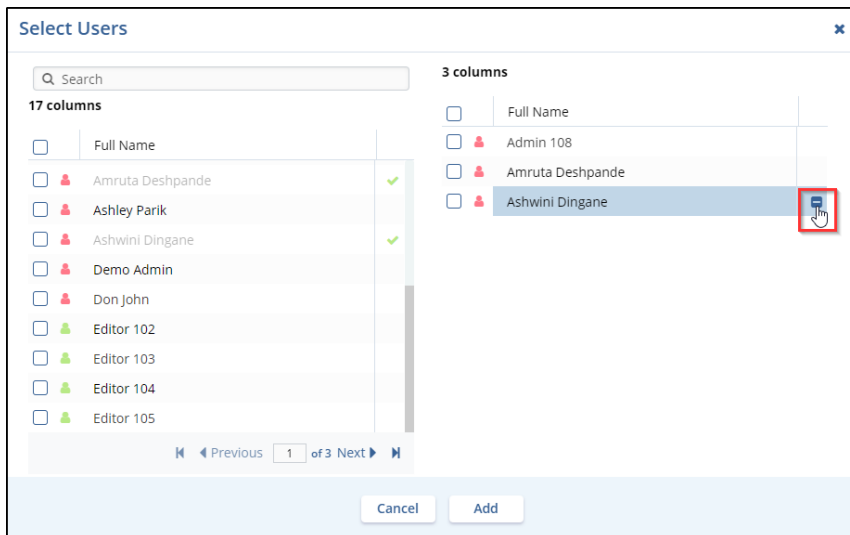 Select Users
Search
17 columns
Full Name
Amruta Deshpande
Ashley Parik
Ashwini Dingane
Demo Admin
Don John
Editor 102
Editor 103
Editor 104
Editor 105
Previous 1 of 3 Next
3 columns
Full Name
Admin 108
Amruta Deshpande
Ashwini Dingane
Cancel Add